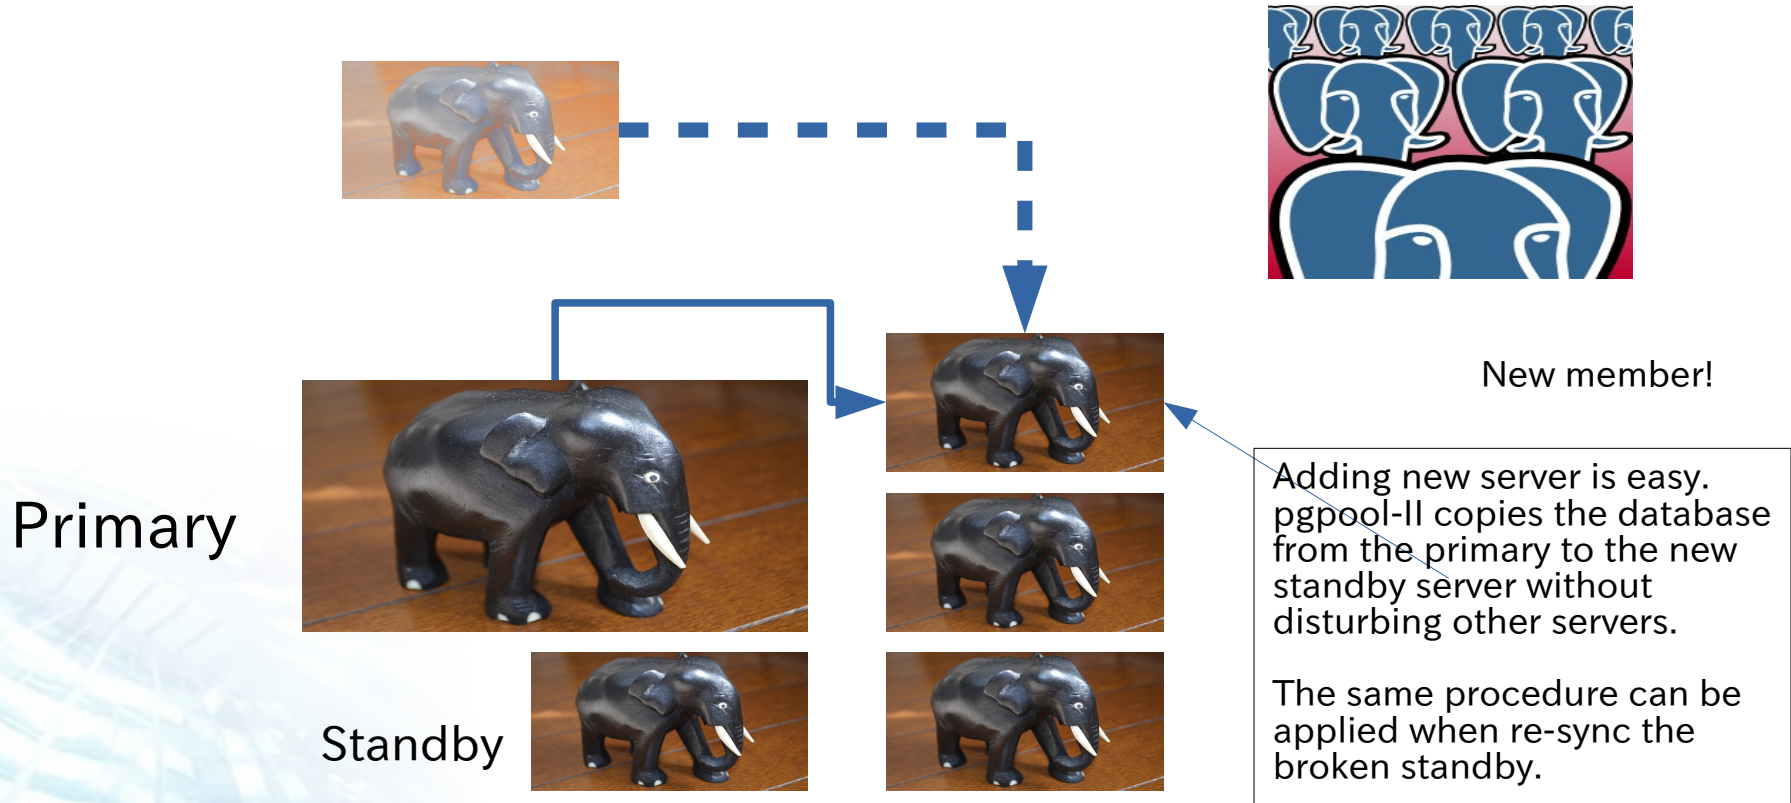 New member!
Primary
Adding new server is easy.
pgpool-II copies the database
from the primary to the new
standby server without
disturbing other servers.
The same procedure can be
applied when re-sync the
broken standby.
Standby